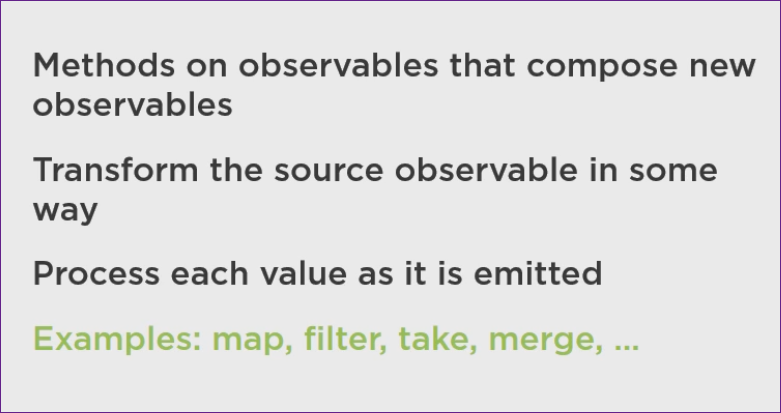 Methods on observables that compose new
observables
Transform the source observable in some
way
Process each value as it is emitted
Examples: map, filter, take, merge, ...